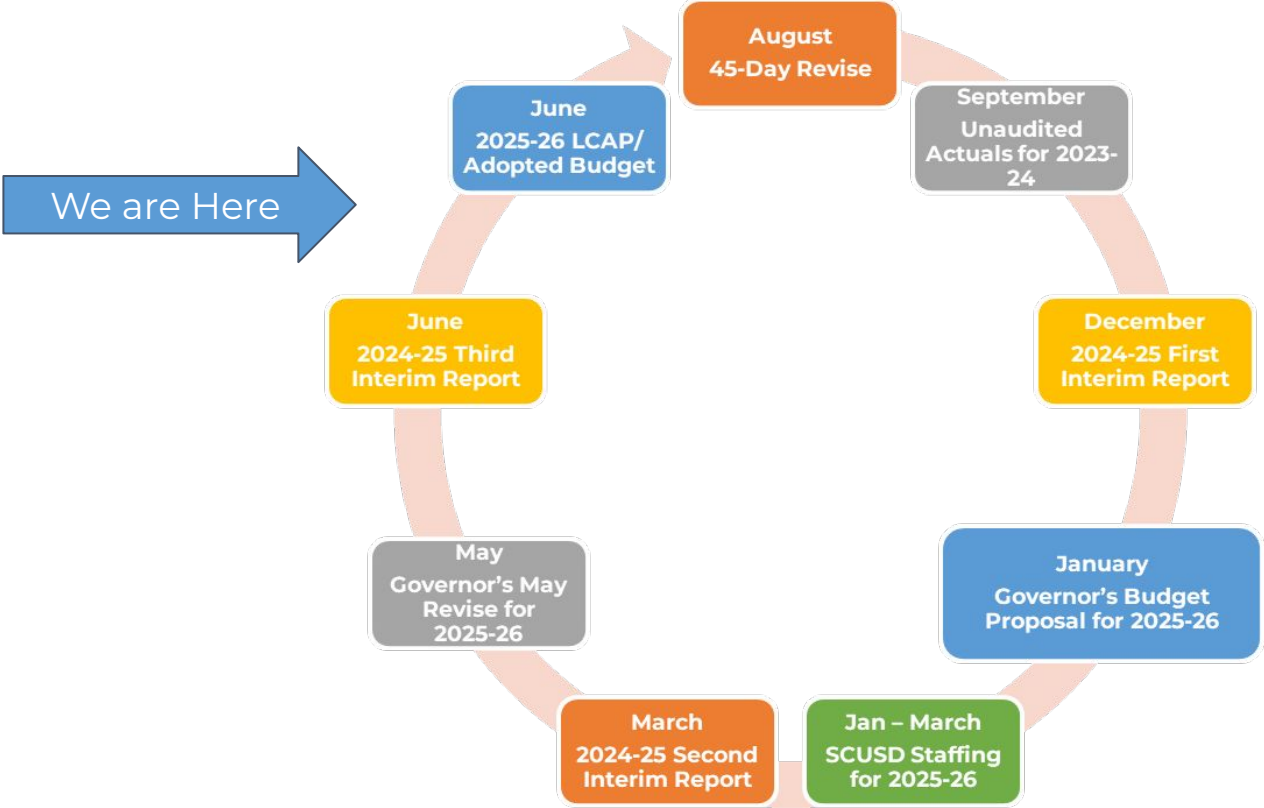 August
45-Day Revise
September
Unaudited
Actuals for 2023-
24
December
2024-25 First
Interim Report
January
Governor’s Budget
Proposal for 2025-26
Jan – March
SCUSD Staffing
for 2025-26
March
2024-25 Second
Interim Report
May
Governor’s May
Revise for
2025-26
June
2024-25 Third
Interim Report
We are Here
June
2025-26 LCAP/
Adopted Budget